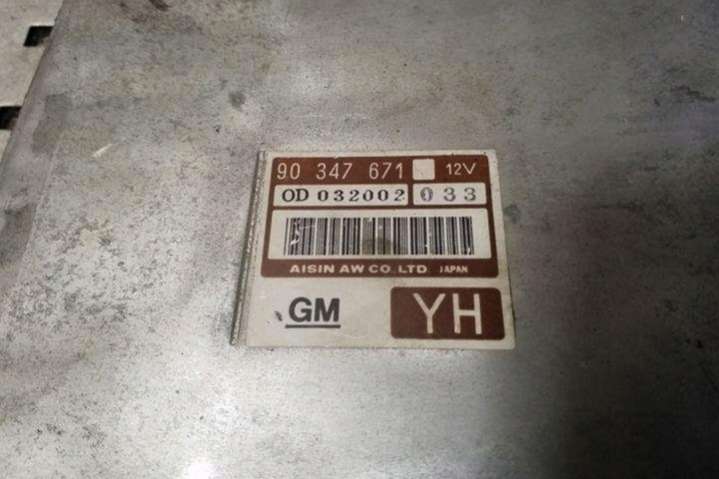 90 347 671 12V
OD 032002 033
AISIN AW CO.,LTD JAPAN
GM YH